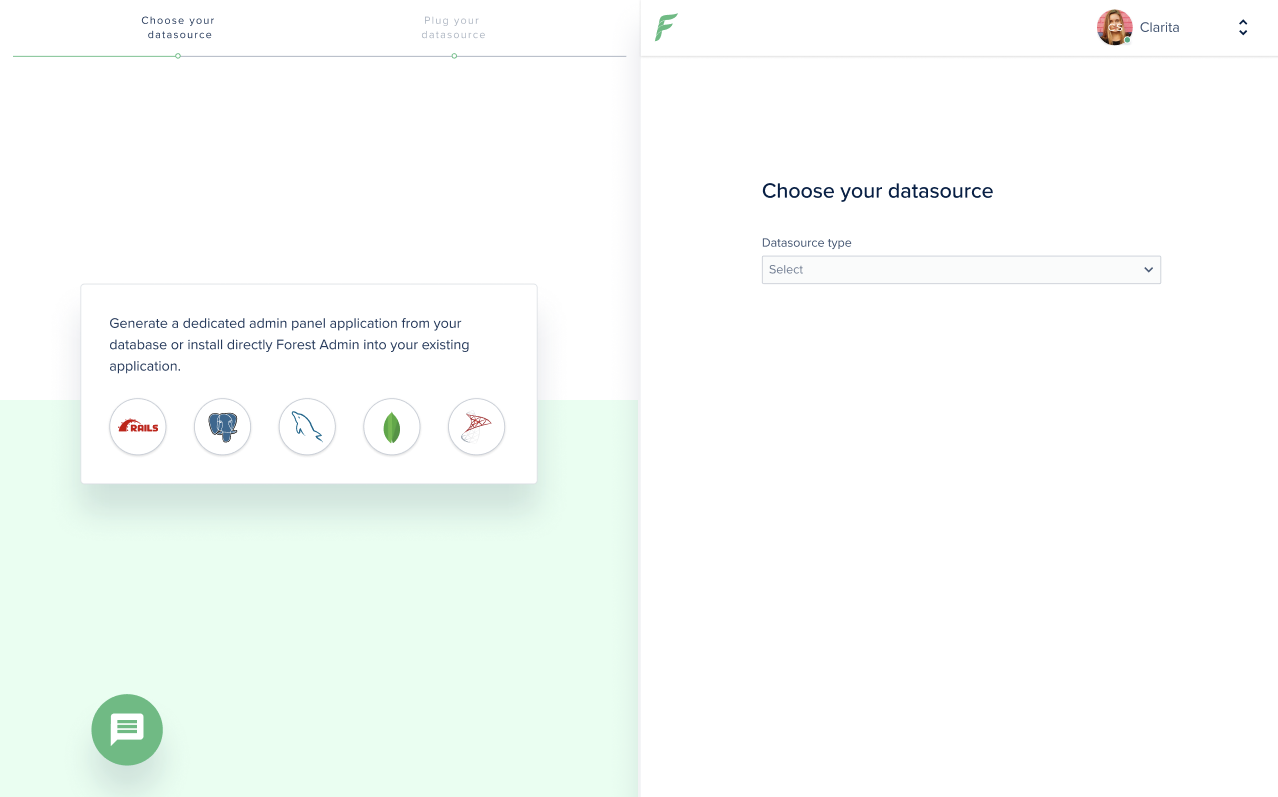 Choose your
datasource
Plug your
datasource
Clarita
Choose your datasource
Datasource type
Select
Generate a dedicated admin panel application from your
database or install directly Forest Admin into your existing
application.
RAILS